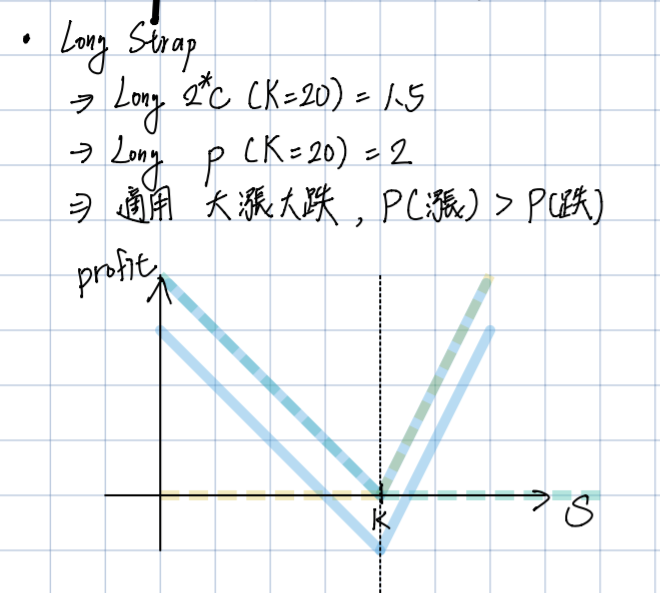 • Long Strap
→ Long 2*C (K=20) = 1.5
→ Long P (K=20) = 2
⇒ 適用 大漲大跌, P(漲) > P(跌)
profit
K
S